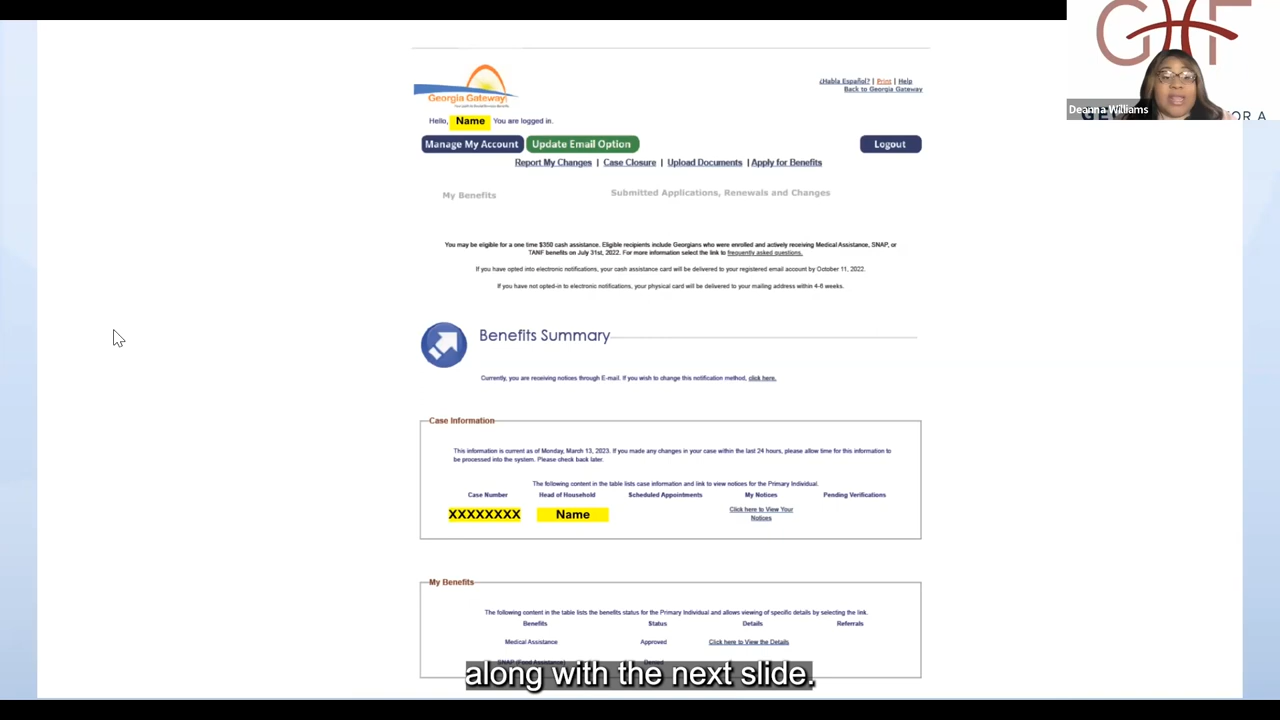 G F
Deanna Williams
OR A
Georgia Gateway
¿Habla Español? | Print | Help
Back to Georgia Gateway
Hello, Name You are logged in.
Manage My Account Update Email Option Logout
Report My Changes | Case Closure | Upload Documents | Apply for Benefits
My Benefits Submitted Applications, Renewals and Changes
You may be eligible for a one time $350 cash assistance. Eligible recipients include Georgians who were enrolled and actively receiving Medical Assistance, SNAP, or
TANF benefits on July 31st, 2022. For more information select the link to frequently asked questions.
If you have opted into electronic notifications, your cash assistance card will be delivered to your registered email account by October 11, 2022.
If you have not opted-in to electronic notifications, your physical card will be delivered to your mailing address within 4-6 weeks.
Benefits Summary
Currently, you are receiving notices through E-mail. If you wish to change this notification method, click here.
Case Information
This information is current as of Monday, March 13, 2023. If you made any changes in your case within the last 24 hours, please allow time for this information to
be processed into the system. Please check back later.
The following content in the table lists case information and link to view notices for the Primary Individual.
Case Number Head of Household Scheduled Appointments My Notices Pending Verifications
XXXXXXXX Name Click here to View Your
Notices
My Benefits
The following content in the table lists the benefits status for the Primary Individual and allows viewing of specific details by selecting the link.
Benefits Status Details Referrals
Medical Assistance Approved Click here to View the Details
SNAP (Food Assistance) Denied
along with the next slide.